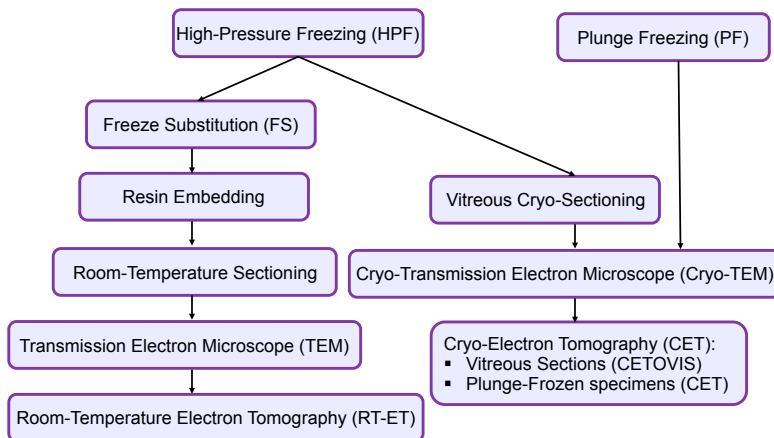 High-Pressure Freezing (HPF)
Plunge Freezing (PF)
Freeze Substitution (FS)
Resin Embedding
Vitreous Cryo-Sectioning
Room-Temperature Sectioning
Cryo-Transmission Electron Microscope (Cryo-TEM)
Transmission Electron Microscope (TEM)
Cryo-Electron Tomography (CET):
▪ Vitreous Sections (CETOVIS)
▪ Plunge-Frozen specimens (CET)
Room-Temperature Electron Tomography (RT-ET)